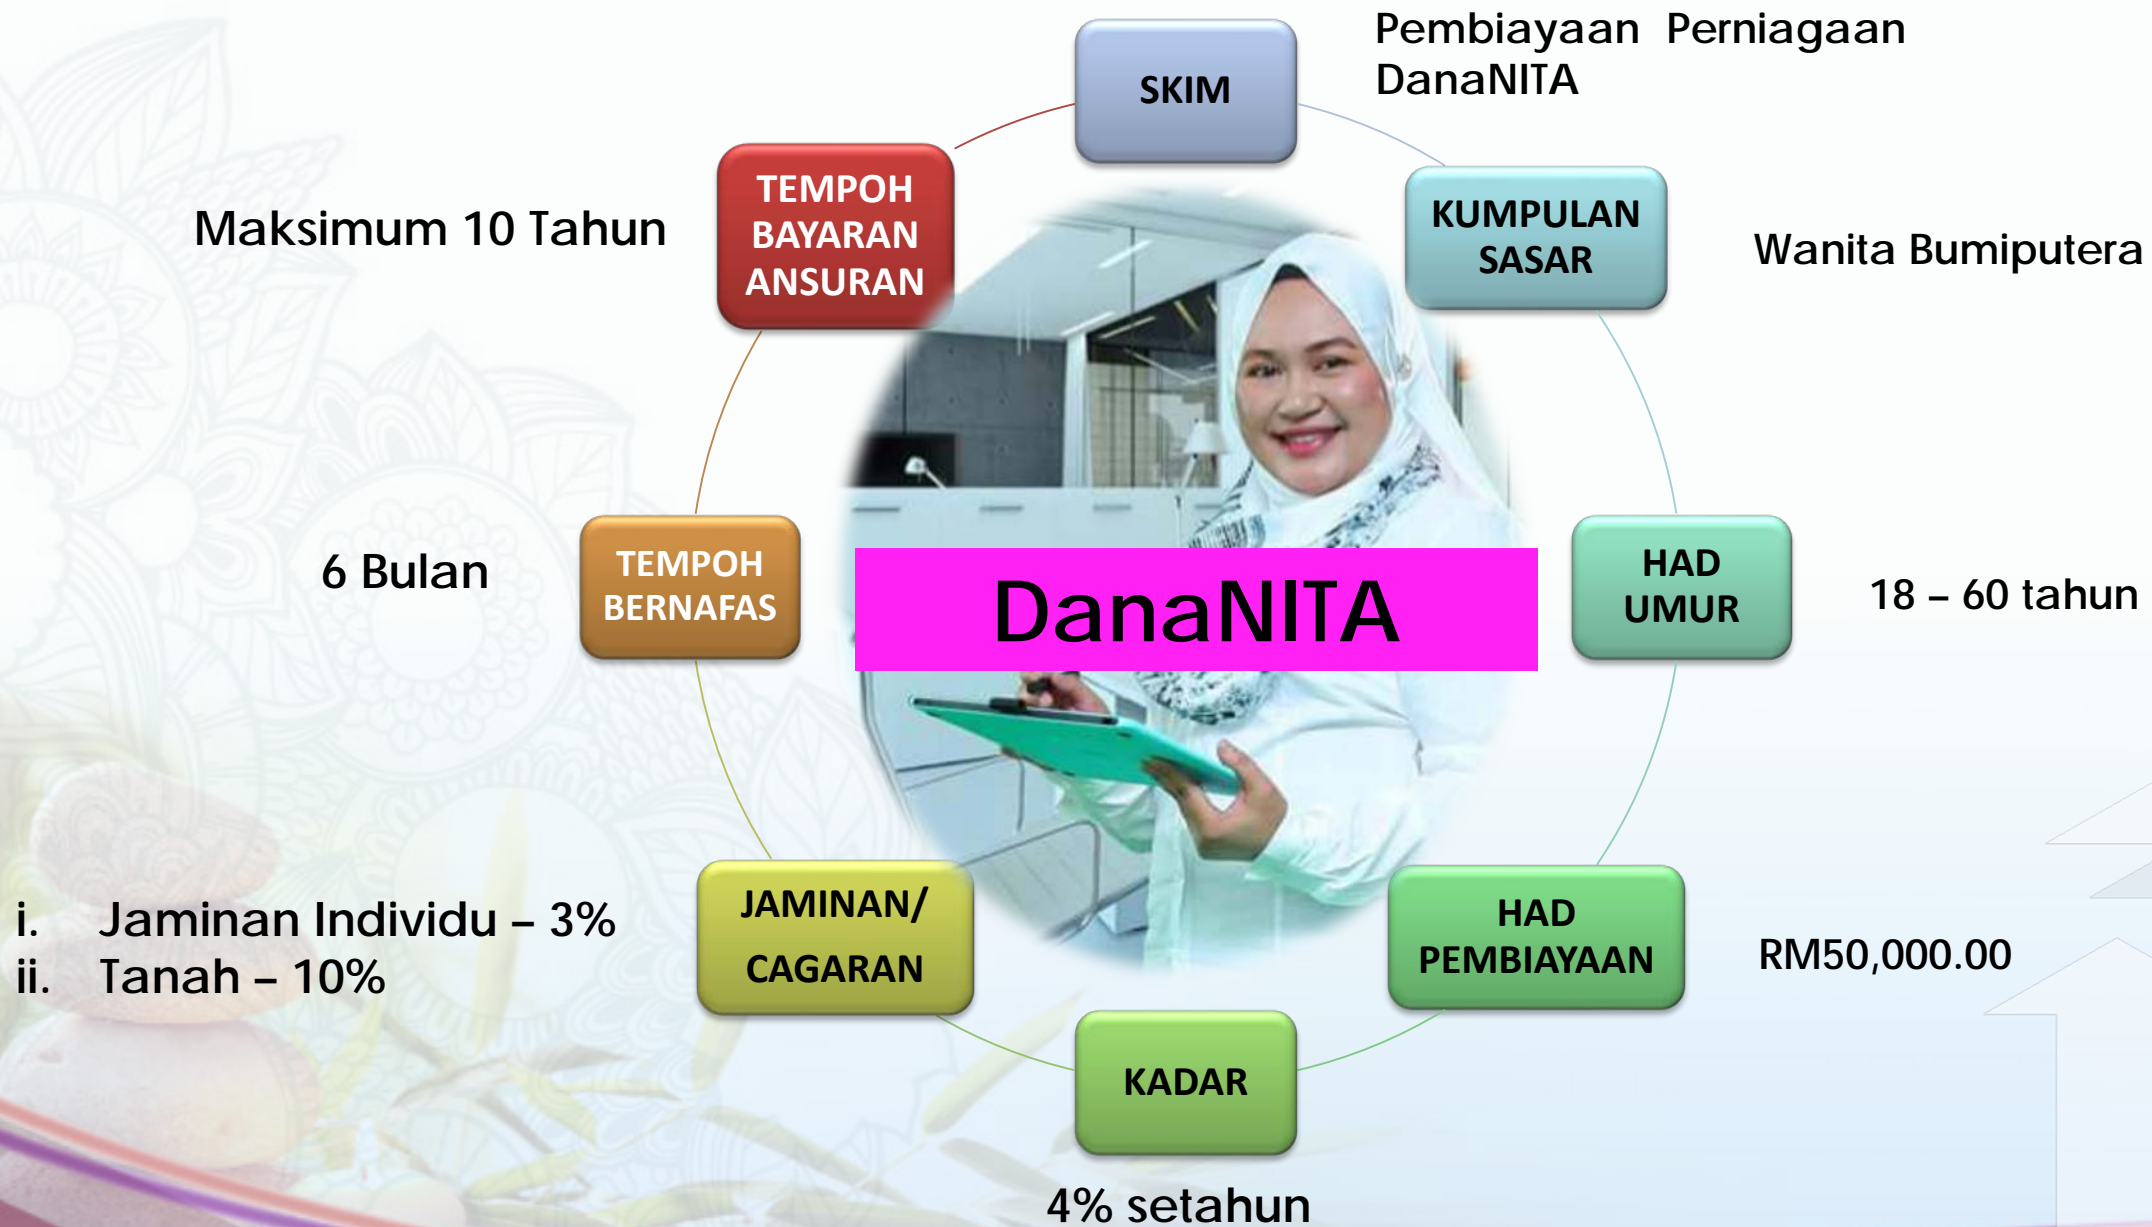 SKIM
Pembiayaan Perniagaan
DanaNITA
KUMPULAN
SASAR
Wanita Bumiputera
HAD
UMUR
18 – 60 tahun
HAD
PEMBIAYAAN
RM50,000.00
KADAR
4% setahun
JAMINAN/
CAGARAN
i. Jaminan Individu – 3%
ii. Tanah – 10%
TEMPOH
BERNAFAS
6 Bulan
TEMPOH
BAYARAN
ANSURAN
Maksimum 10 Tahun
DanaNITA